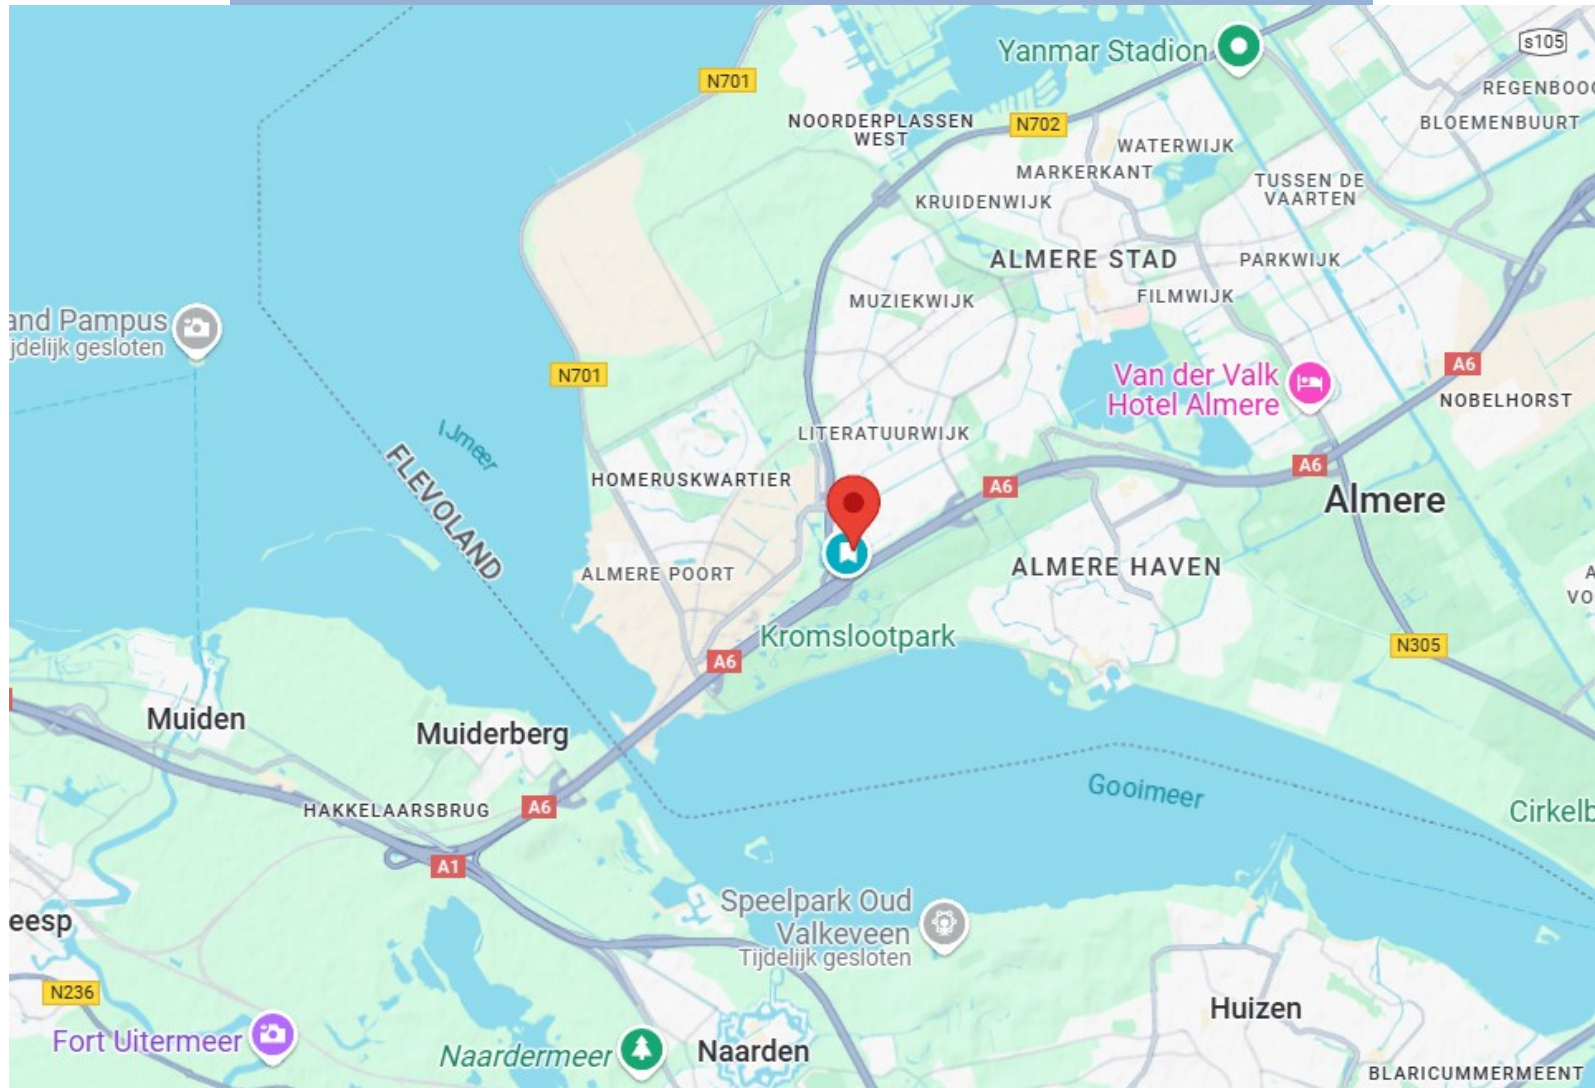 Yanmar Stadion
s105
N701
REGENBOO
NOORDERPLASSEN
WEST
N702
BLOEMENBUURT
WATERWIJK
MARKERKANT
TUSSEN DE
VAARTEN
KRUIDENWIJK
ALMERE STAD
PARKWIJK
MUZIEKWIJK
FILMWIJK
and Pampus
jdelijk gesloten
N701
Van der Valk
Hotel Almere
A6
NOBELHORST
IJmeer
LITERATUURWIJK
FLEVOLAND
HOMERUSKWARTIER
A6
A6
Almere
ALMERE POORT
ALMERE HAVEN
A
VO
Kromslootpark
N305
A6
Muiden
Muiderberg
Gooimeer
HAKKELAARSBRUG
A6
Cirkelb
A1
Speelpark Oud
Valkeveen
Tijdelijk gesloten
eesp
N236
Huizen
Fort Uitermeer
Naardermeer
Naarden
BLARICUMMERMEENT